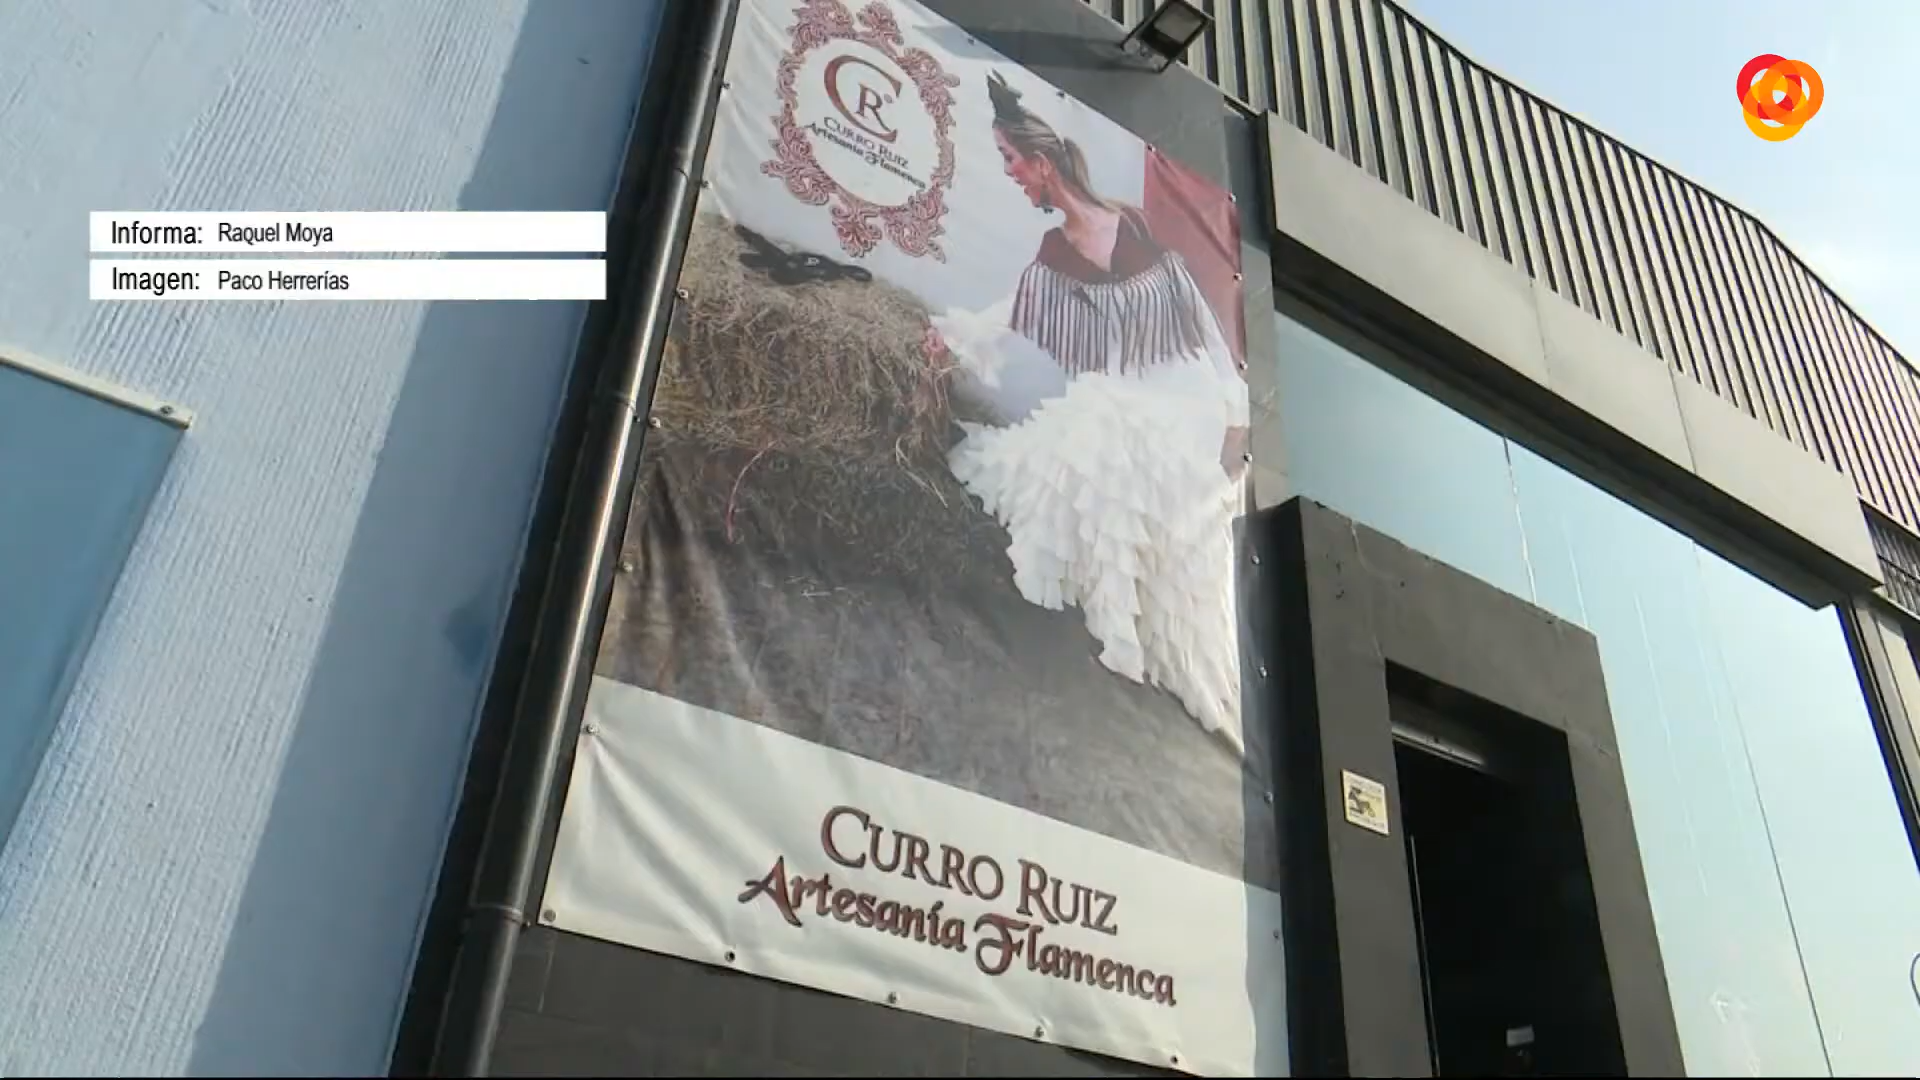 CR
CURRO RUIZ
Artesanía Flamenca
Informa: Raquel Moya
Imagen: Paco Herrerías
CURRO RUIZ
Artesanía Flamenca